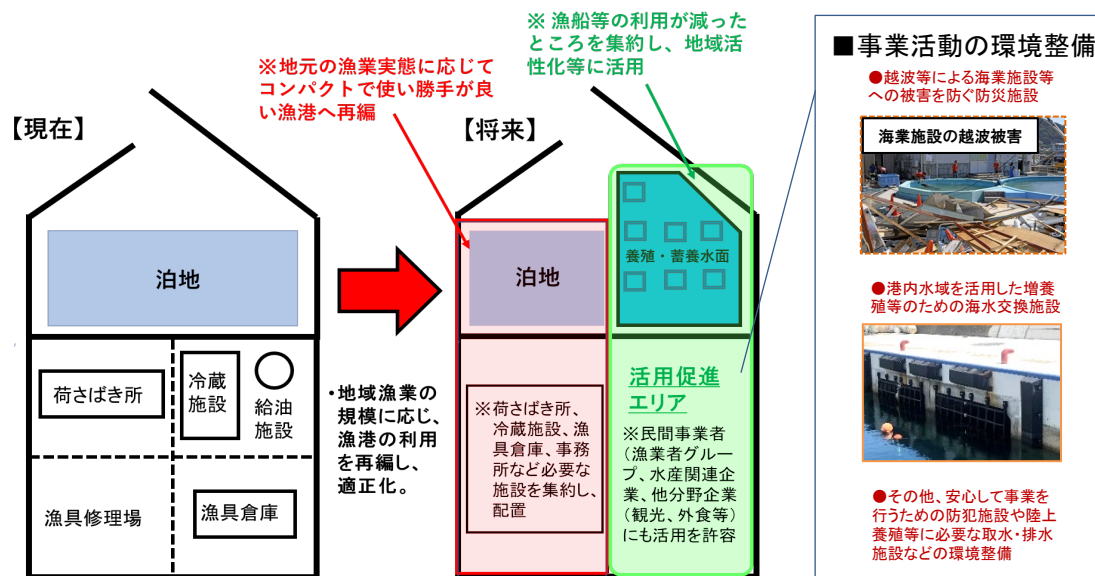 ※地元の漁業実態に応じて
コンパクトで使い勝手が良
い漁港へ再編
※ 漁船等の利用が減った
ところを集約し、地域活
性化等に活用
【現在】
泊地
荷さばき所
冷蔵
施設
給油
施設
漁具修理場
漁具倉庫
・地域漁業の
規模に応じ、
漁港の利用
を再編し、
適正化。
【将来】
泊地
養殖・蓄養水面
※荷さばき所、
冷蔵施設、漁
具倉庫、事務
所など必要な
施設を集約し、
配置
活用促進
エリア
※民間事業者
(漁業者グルー
プ、水産関連企
業、他分野企業
(観光、外食等)
にも活用を許容
■事業活動の環境整備
●越波等による海業施設等
への被害を防ぐ防災施設
海業施設の越波被害
●港内水域を活用した増養
殖等のための海水交換施設
●その他、安心して事業を
行うための防犯施設や陸上
養殖等に必要な取水・排水
施設などの環境整備